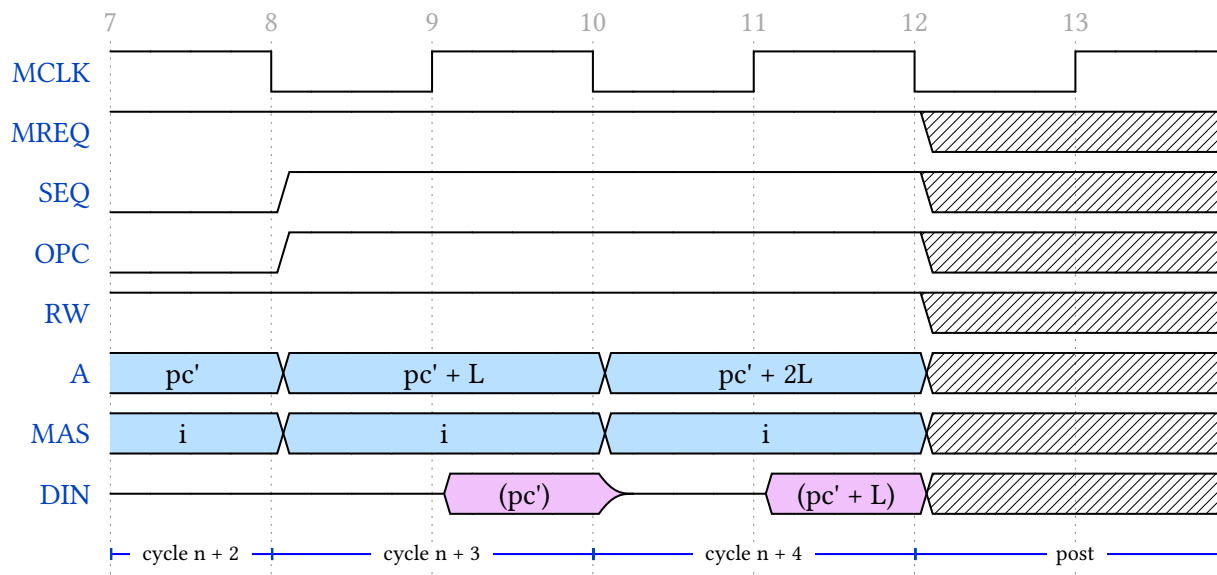 7 8 9 10 11 12 13
MCLK
MREQ
SEQ
OPC
RW
A pc' pc' + L pc' + 2L
MAS i i i
DIN (pc') (pc' + L)
cycle n + 2 cycle n + 3 cycle n + 4 post